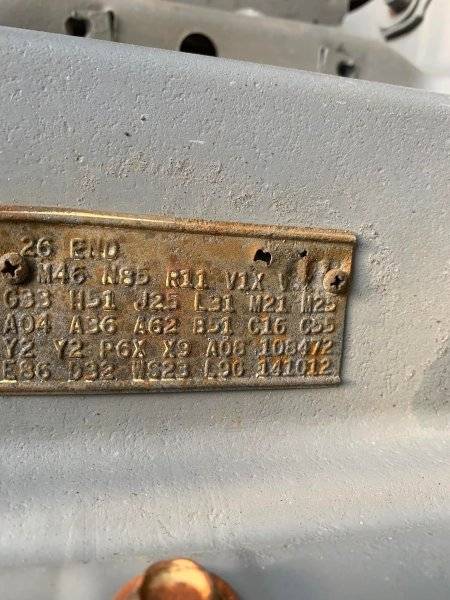 26 END
M46 N85 R11 V1X
G33 H51 J25 L31 M21 M25
A04 A36 A62 B51 C16 C55
Y2 Y2 P6X X9 A08 108472
E86 D32 WS23 L90 141012